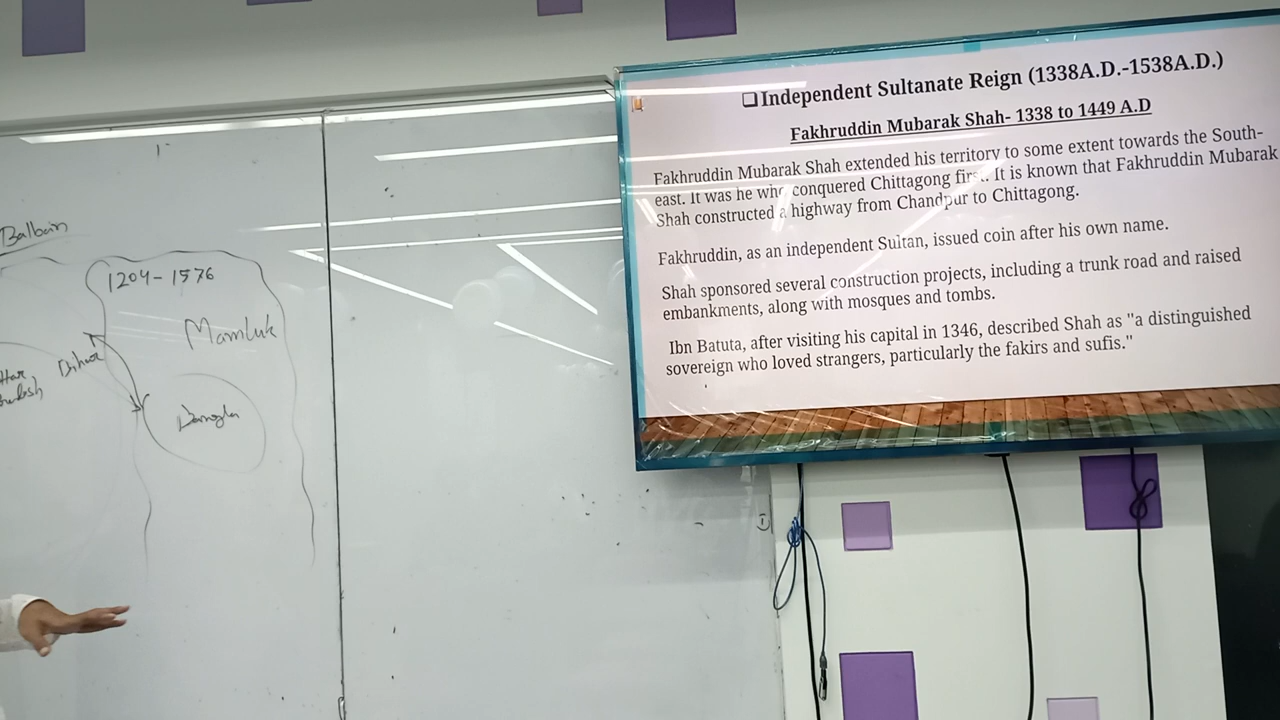 Balban
1204-1576
Mamluk
Bihar
Bangla
❑Independent Sultanate Reign (1338A.D.-1538A.D.)
Fakhruddin Mubarak Shah- 1338 to 1449 A.D
Fakhruddin Mubarak Shah extended his territory to some extent towards the South-
east. It was he who conquered Chittagong first. It is known that Fakhruddin Mubarak
Shah constructed a highway from Chandpur to Chittagong.
Fakhruddin, as an independent Sultan, issued coin after his own name.
Shah sponsored several construction projects, including a trunk road and raised
embankments, along with mosques and tombs.
Ibn Batuta, after visiting his capital in 1346, described Shah as "a distinguished
sovereign who loved strangers, particularly the fakirs and sufis."